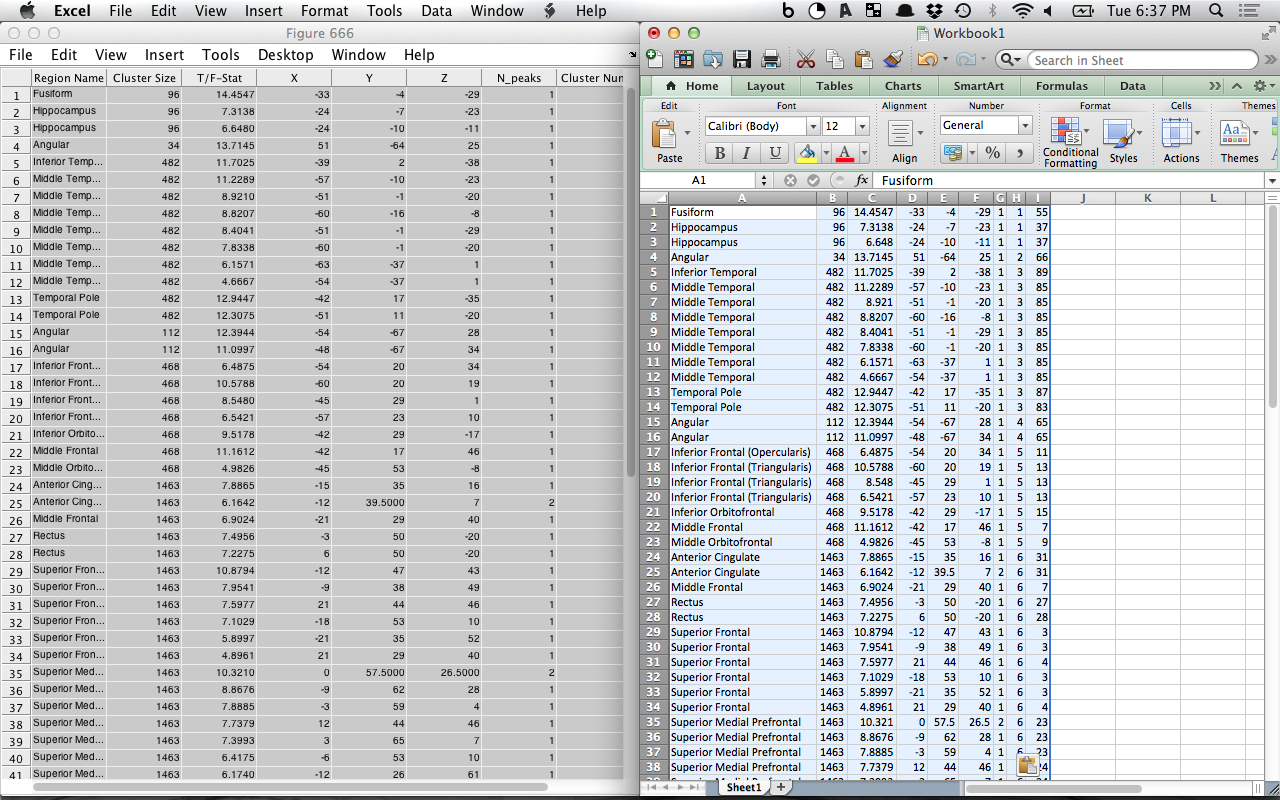 Excel File Edit View Insert Format Tools Data Window Help Tue 6:37 PM
Figure 666
File Edit View Insert Tools Desktop Window Help
Region Name Cluster Size T/F-Stat X Y Z N_peaks Cluster Num
1 Fusiform 96 14.4547 -33 -4 -29 1
2 Hippocampus 96 7.3138 -24 -7 -23 1
3 Hippocampus 96 6.6480 -24 -10 -11 1
4 Angular 34 13.7145 51 -64 25 1
5 Inferior Temp... 482 11.7025 -39 2 -38 1
6 Middle Temp... 482 11.2289 -57 -10 -23 1
7 Middle Temp... 482 8.9210 -51 -1 -20 1
8 Middle Temp... 482 8.8207 -60 -16 -8 1
9 Middle Temp... 482 8.4041 -51 -1 -29 1
10 Middle Temp... 482 7.8338 -60 -1 -20 1
11 Middle Temp... 482 6.1571 -63 -37 1 1
12 Middle Temp... 482 4.6667 -54 -37 1 1
13 Temporal Pole 482 12.9447 -42 17 -35 1
14 Temporal Pole 482 12.3075 -51 11 -20 1
15 Angular 112 12.3944 -54 -67 28 1
16 Angular 112 11.0997 -48 -67 34 1
17 Inferior Front... 468 6.4875 -54 20 34 1
18 Inferior Front... 468 10.5788 -60 20 19 1
19 Inferior Front... 468 8.5480 -45 29 1 1
20 Inferior Front... 468 6.5421 -57 23 10 1
21 Inferior Orbito... 468 9.5178 -42 29 -17 1
22 Middle Frontal 468 11.1612 -42 17 46 1
23 Middle Orbito... 468 4.9826 -45 53 -8 1
24 Anterior Cing... 1463 7.8865 -15 35 16 1
25 Anterior Cing... 1463 6.1642 -12 39.5000 7 2
26 Middle Frontal 1463 6.9024 -21 29 40 1
27 Rectus 1463 7.4956 -3 50 -20 1
28 Rectus 1463 7.2275 6 50 -20 1
29 Superior Fron... 1463 10.8794 -12 47 43 1
30 Superior Fron... 1463 7.9541 -9 38 49 1
31 Superior Fron... 1463 7.5977 21 44 46 1
32 Superior Fron... 1463 7.1029 -18 53 10 1
33 Superior Fron... 1463 5.8997 -21 35 52 1
34 Superior Fron... 1463 4.8961 21 29 40 1
35 Superior Med... 1463 10.3210 0 57.5000 26.5000 2
36 Superior Med... 1463 8.8676 -9 62 28 1
37 Superior Med... 1463 7.8885 -3 59 4 1
38 Superior Med... 1463 7.7379 12 44 46 1
39 Superior Med... 1463 7.3993 3 65 7 1
40 Superior Med... 1463 6.4175 -6 53 10 1
41 Superior Med... 1463 6.1740 -12 26 61 1
Workbook1
Search in Sheet
Home Layout Tables Charts SmartArt Formulas Data
Edit Font Alignment Number Format Cells Themes
Calibri (Body) 12 General
Paste B I U A Align % Conditional Formatting Styles Actions Themes
A1 fx Fusiform
A B C D E F G H I J K L
1 Fusiform 96 14.4547 -33 -4 -29 1 1 55
2 Hippocampus 96 7.3138 -24 -7 -23 1 1 37
3 Hippocampus 96 6.648 -24 -10 -11 1 1 37
4 Angular 34 13.7145 51 -64 25 1 2 66
5 Inferior Temporal 482 11.7025 -39 2 -38 1 3 89
6 Middle Temporal 482 11.2289 -57 -10 -23 1 3 85
7 Middle Temporal 482 8.921 -51 -1 -20 1 3 85
8 Middle Temporal 482 8.8207 -60 -16 -8 1 3 85
9 Middle Temporal 482 8.4041 -51 -1 -29 1 3 85
10 Middle Temporal 482 7.8338 -60 -1 -20 1 3 85
11 Middle Temporal 482 6.1571 -63 -37 1 1 3 85
12 Middle Temporal 482 4.6667 -54 -37 1 1 3 85
13 Temporal Pole 482 12.9447 -42 17 -35 1 3 87
14 Temporal Pole 482 12.3075 -51 11 -20 1 3 83
15 Angular 112 12.3944 -54 -67 28 1 4 65
16 Angular 112 11.0997 -48 -67 34 1 4 65
17 Inferior Frontal (Opercularis) 468 6.4875 -54 20 34 1 5 11
18 Inferior Frontal (Triangularis) 468 10.5788 -60 20 19 1 5 13
19 Inferior Frontal (Triangularis) 468 8.548 -45 29 1 1 5 13
20 Inferior Frontal (Triangularis) 468 6.5421 -57 23 10 1 5 13
21 Inferior Orbitofrontal 468 9.5178 -42 29 -17 1 5 15
22 Middle Frontal 468 11.1612 -42 17 46 1 5 7
23 Middle Orbitofrontal 468 4.9826 -45 53 -8 1 5 9
24 Anterior Cingulate 1463 7.8865 -15 35 16 1 6 31
25 Anterior Cingulate 1463 6.1642 -12 39.5 7 2 6 31
26 Middle Frontal 1463 6.9024 -21 29 40 1 6 7
27 Rectus 1463 7.4956 -3 50 -20 1 6 27
28 Rectus 1463 7.2275 6 50 -20 1 6 28
29 Superior Frontal 1463 10.8794 -12 47 43 1 6 3
30 Superior Frontal 1463 7.9541 -9 38 49 1 6 3
31 Superior Frontal 1463 7.5977 21 44 46 1 6 4
32 Superior Frontal 1463 7.1029 -18 53 10 1 6 3
33 Superior Frontal 1463 5.8997 -21 35 52 1 6 3
34 Superior Frontal 1463 4.8961 21 29 40 1 6 4
35 Superior Medial Prefrontal 1463 10.321 0 57.5 26.5 2 6 23
36 Superior Medial Prefrontal 1463 8.8676 -9 62 28 1 6 23
37 Superior Medial Prefrontal 1463 7.8885 -3 59 4 1 6 23
38 Superior Medial Prefrontal 1463 7.7379 12 44 46 1
Sheet1